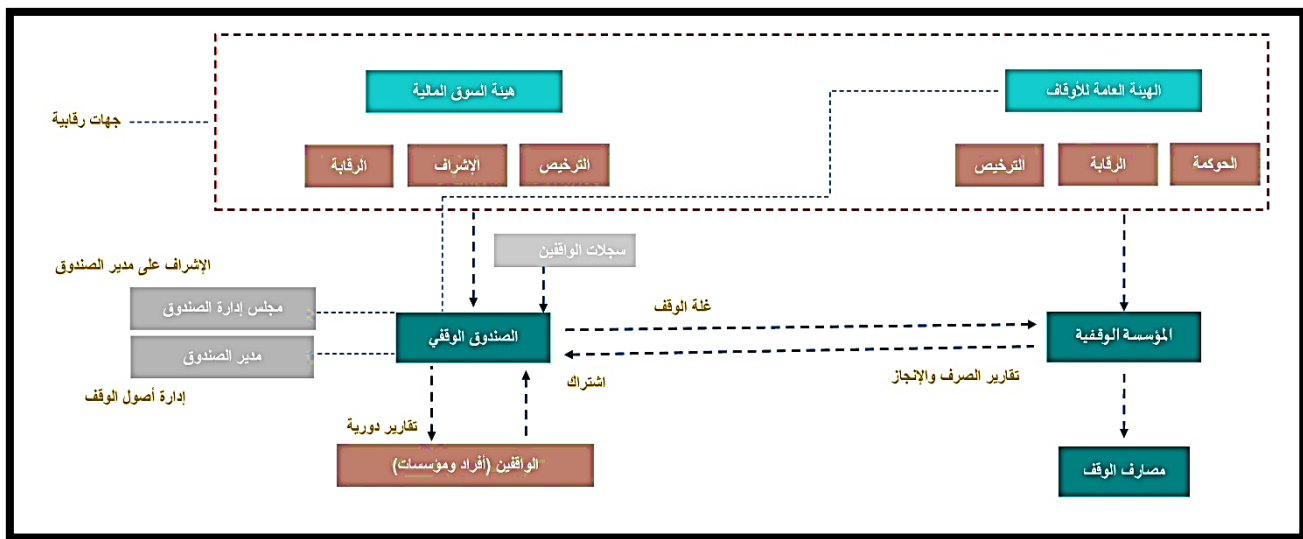 الهيئة العامة للأوقاف
هيئة السوق المالية
جهات رقابية
الحوكمة
الرقابة
الترخيص
الترخيص
الإشراف
الرقابة
سجلات الواقفين
الإشراف على مدير الصندوق
مجلس إدارة الصندوق
مدير الصندوق
إدارة أصول الوقف
غلة الوقف
المؤسسة الوقفية
الصندوق الوقفي
تقارير الصرف والإنجاز
اشتراك
تقارير دورية
الواقفين (أفراد ومؤسسات)
مصارف الوقف